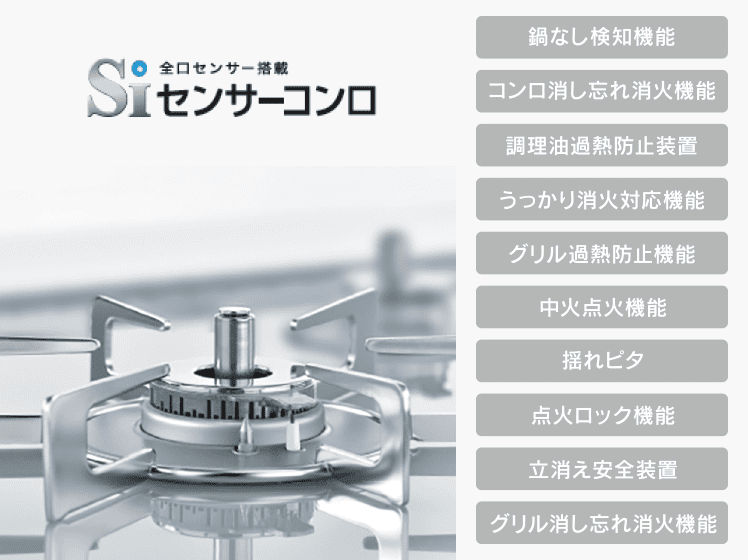 全口センサー搭載
Siセンサーコンロ
鍋なし検知機能
コンロ消し忘れ消火機能
調理油過熱防止装置
うっかり消火対応機能
グリル過熱防止機能
中火点火機能
揺れピタ
点火ロック機能
立消え安全装置
グリル消し忘れ消火機能